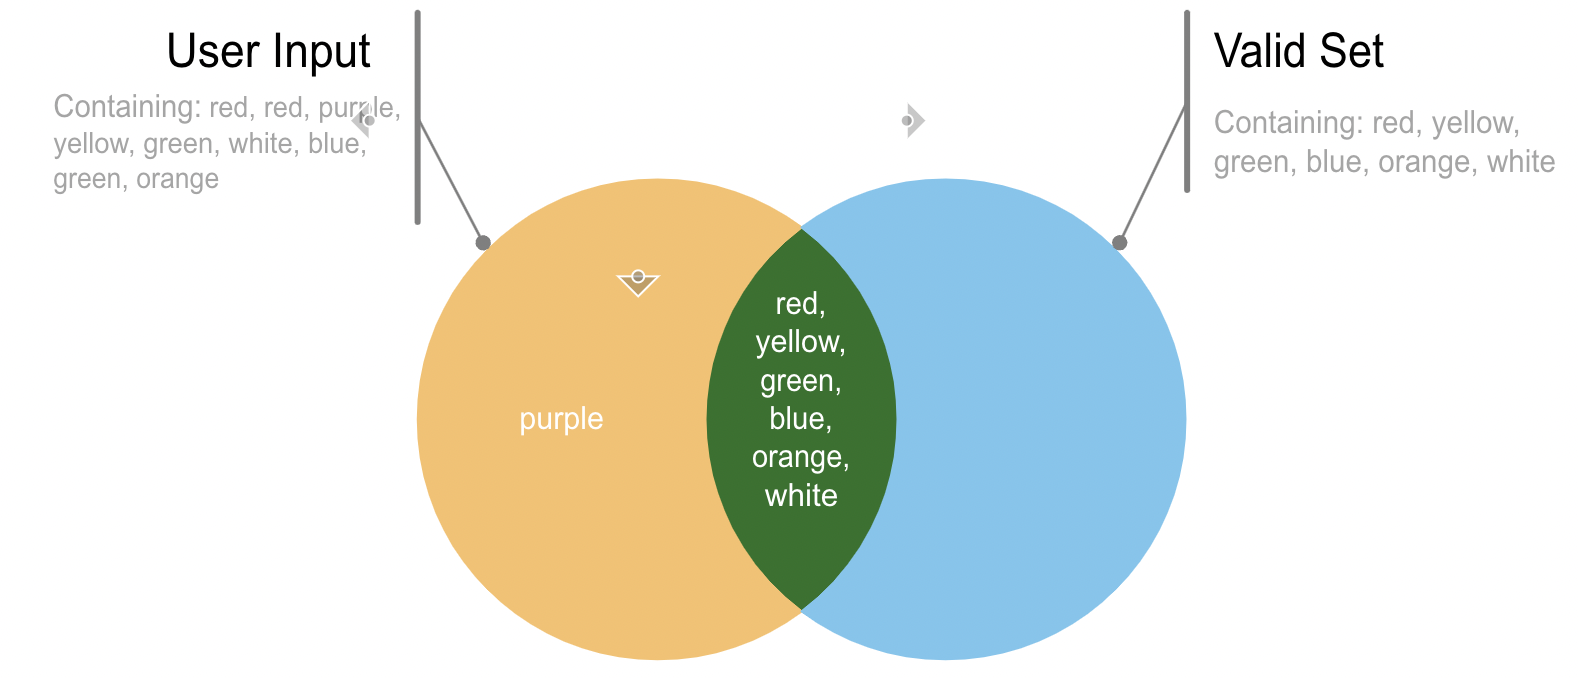 User Input
Containing: red, red, purple,
yellow, green, white, blue,
green, orange
Valid Set
Containing: red, yellow,
green, blue, orange, white
purple
red,
yellow,
green,
blue,
orange,
white